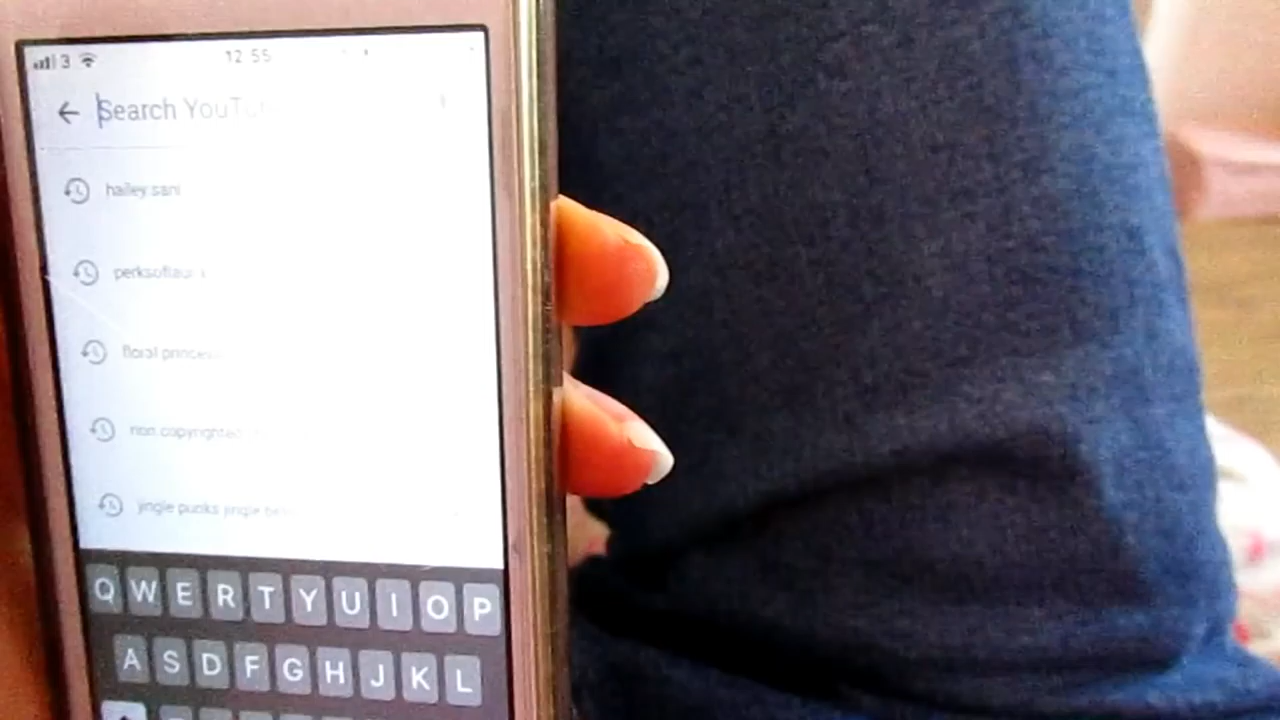 3 12 55
Search YouTu
hailey sani
perksoflau
floral princess
non copyrighted
jingle punks jingle
Q W E R T Y U I O P
A S D F G H J K L